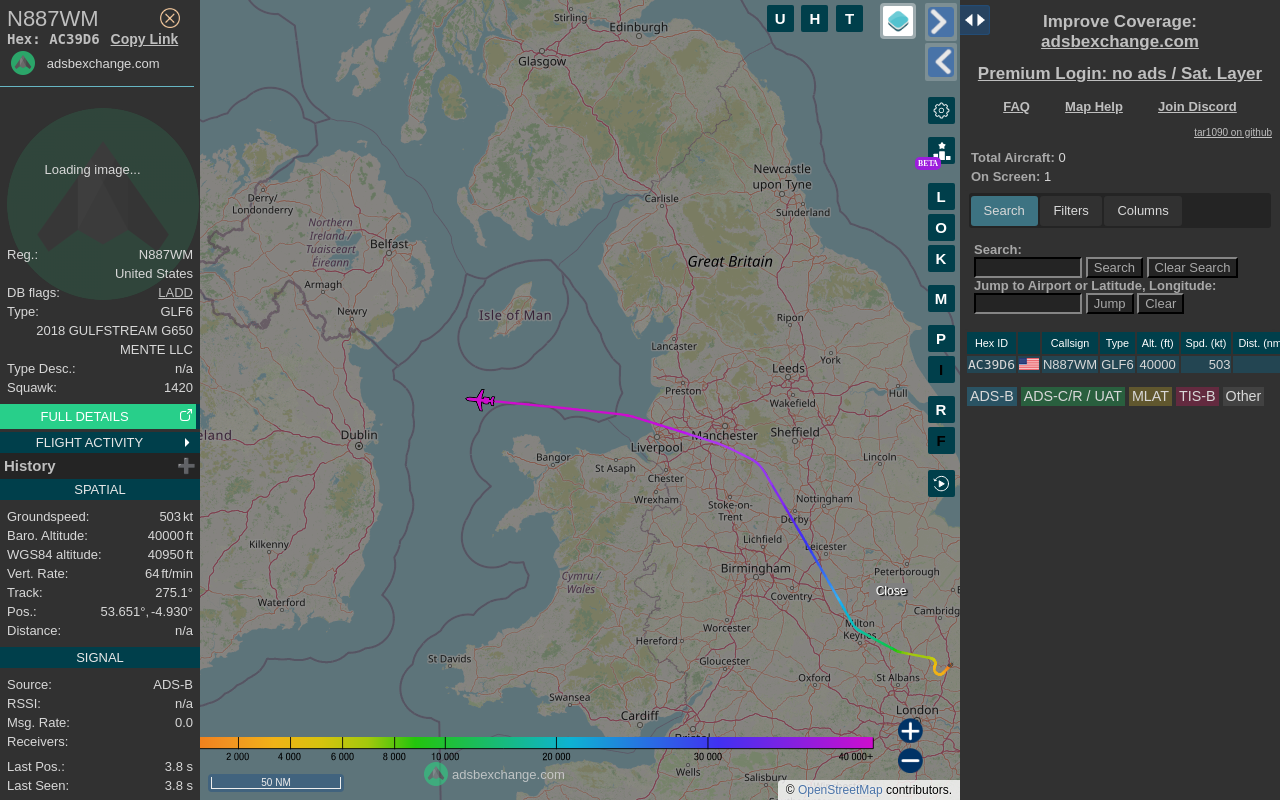 N887WM
Hex: AC39D6 Copy Link
adsbexchange.com
Loading image...
Reg.: N887WM
United States
DB flags: LADD
Type: GLF6
2018 GULFSTREAM G650
MENTE LLC
Type Desc.: n/a
Squawk: 1420
FULL DETAILS
FLIGHT ACTIVITY
History
SPATIAL
Groundspeed: 503 kt
Baro. Altitude: 40000 ft
WGS84 altitude: 40950 ft
Vert. Rate: 64 ft/min
Track: 275.1°
Pos.: 53.651°, -4.930°
Distance: n/a
SIGNAL
Source: ADS-B
RSSI: n/a
Msg. Rate: 0.0
Receivers:
Last Pos.: 3.8 s
Last Seen: 3.8 s
U H T
BETA
L
O
K
M
P
I
R
F
Stirling
Edinburgh
Glasgow
Newcastle
upon Tyne
Carlisle
Sunderland
Derry/
Londonderry
Northern
Ireland /
Tuaisceart
Éireann
Belfast
Great Britain
Armagh
Newry
Isle of Man
Ripon
Lancaster
York
Leeds
Preston
Hull
Wakefield
eland
Dublin
Manchester
Sheffield
Liverpool
Bangor
St Asaph
Lincoln
Chester
Wrexham
Stoke-on-
Trent
Nottingham
Derby
Kilkenny
Lichfield
Leicester
Cymru /
Wales
Birmingham
Peterborough
Close
Coventry
Waterford
Cambridg
Milton
Keynes
Worcester
Hereford
St Davids
Gloucester
Oxford
St Albans
Swansea
Cardiff
London
Bristol
Wells
Salisbury
2 000 4 000 6 000 8 000 10 000 20 000 30 000 40 000+
50 NM
adsbexchange.com
© OpenStreetMap contributors.
Improve Coverage:
adsbexchange.com
Premium Login: no ads / Sat. Layer
FAQ Map Help Join Discord
tar1090 on github
Total Aircraft: 0
On Screen: 1
Search Filters Columns
Search:
Search Clear Search
Jump to Airport or Latitude, Longitude:
Jump Clear
Hex ID Callsign Type Alt. (ft) Spd. (kt) Dist. (nm
AC39D6 N887WM GLF6 40000 503
ADS-B ADS-C/R / UAT MLAT TIS-B Other